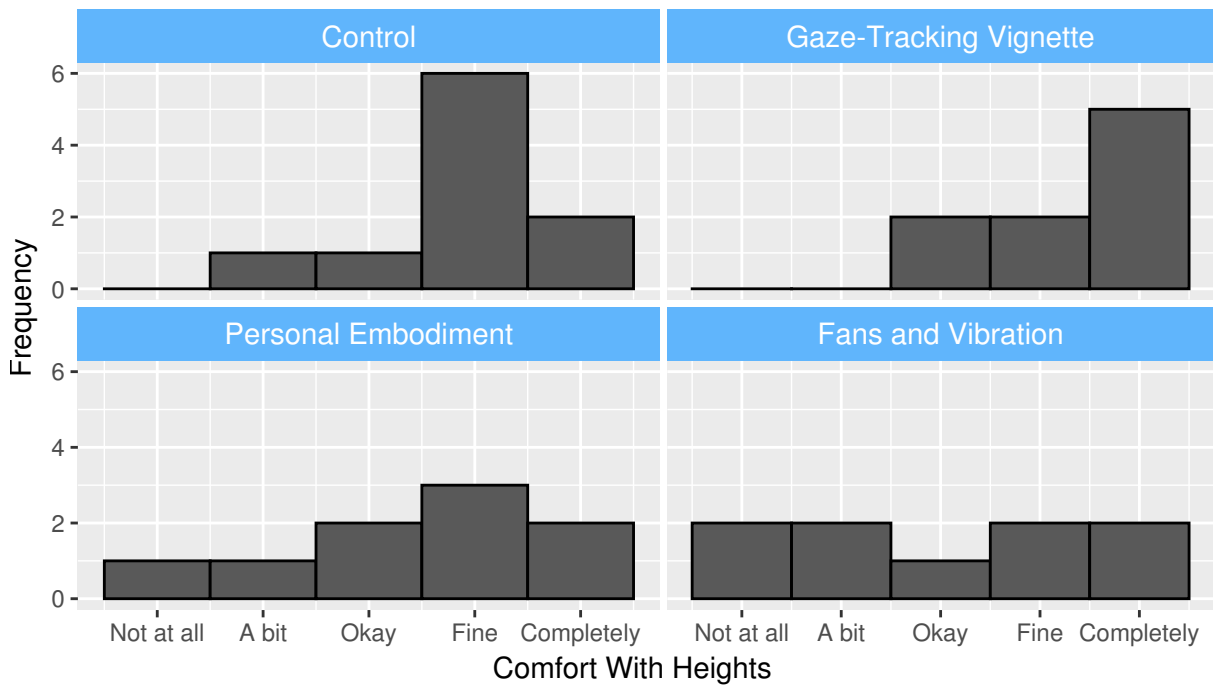 Control
Gaze-Tracking Vignette
6
4
2
0
Personal Embodiment
Fans and Vibration
6
4
2
0
Frequency
Not at all A bit Okay Fine Completely
Not at all A bit Okay Fine Completely
Comfort With Heights